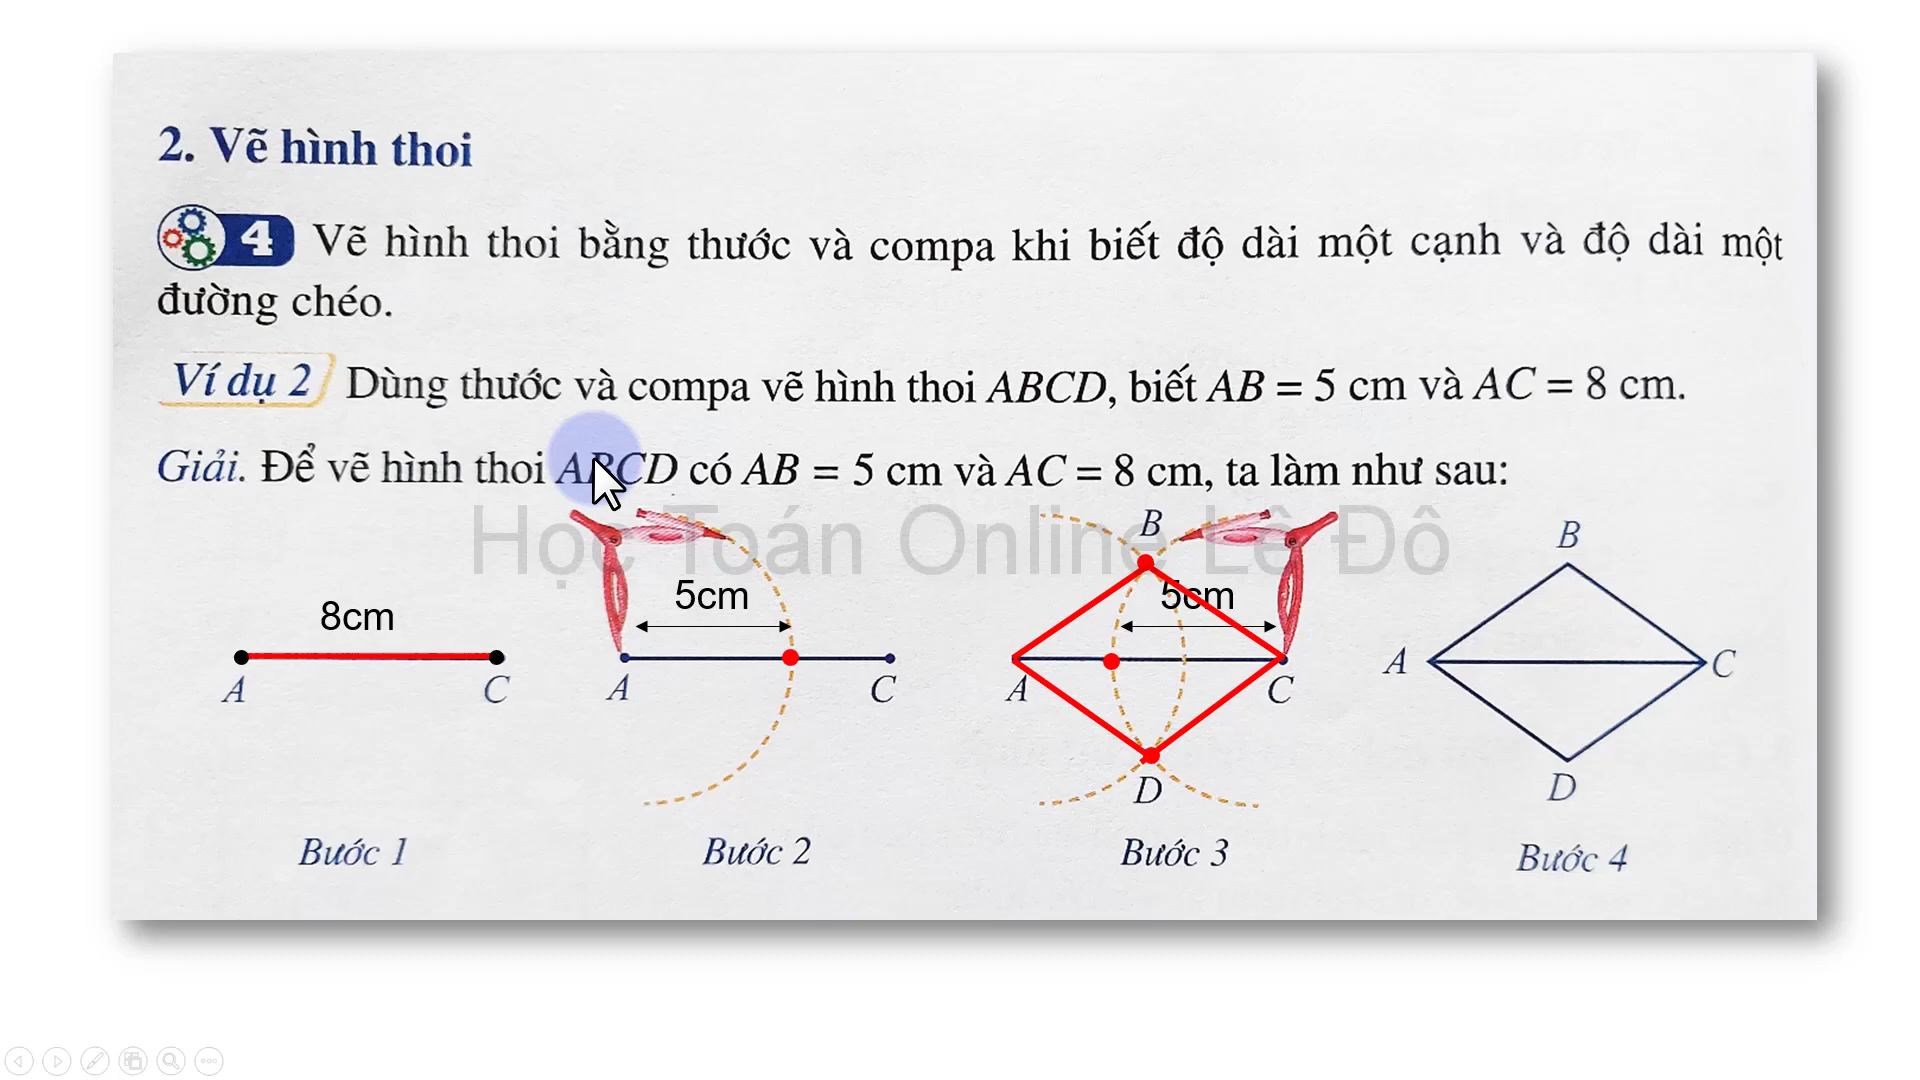 2. Vẽ hình thoi
4 Vẽ hình thoi bằng thước và compa khi biết độ dài một cạnh và độ dài một
đường chéo.
Ví dụ 2 Dùng thước và compa vẽ hình thoi ABCD, biết AB = 5 cm và AC = 8 cm.
Giải. Để vẽ hình thoi ABCD có AB = 5 cm và AC = 8 cm, ta làm như sau:
Học Toán Online Lê Đô
B
B
8cm
5cm
5cm
A
C
A
C
A
C
A
C
D
D
Bước 1
Bước 2
Bước 3
Bước 4